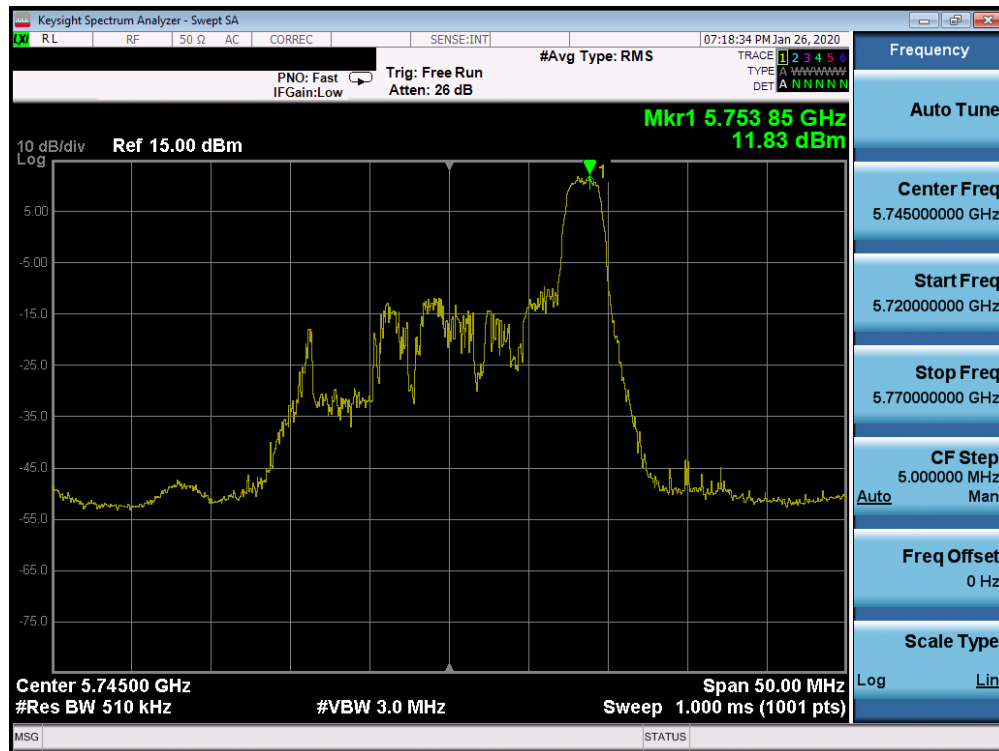 Keysight Spectrum Analyzer - Swept SA
LXI RL RF 50 Ω AC CORREC SENSE:INT 07:18:34 PM Jan 26, 2020
#Avg Type: RMS TRACE 1 2 3 4 5 6
PNO: Fast Trig: Free Run TYPE A WWWWWW
IFGain:Low Atten: 26 dB DET A N N N N N
Mkr1 5.753 85 GHz
10 dB/div Ref 15.00 dBm 11.83 dBm
Log
1
5.00
-5.00
-15.0
-25.0
-35.0
-45.0
-55.0
-65.0
-75.0
Center 5.74500 GHz Span 50.00 MHz
#Res BW 510 kHz #VBW 3.0 MHz Sweep 1.000 ms (1001 pts)
MSG STATUS
Frequency
Auto Tune
Center Freq
5.745000000 GHz
Start Freq
5.720000000 GHz
Stop Freq
5.770000000 GHz
CF Step
5.000000 MHz
Auto Man
Freq Offset
0 Hz
Scale Type
Log Lin